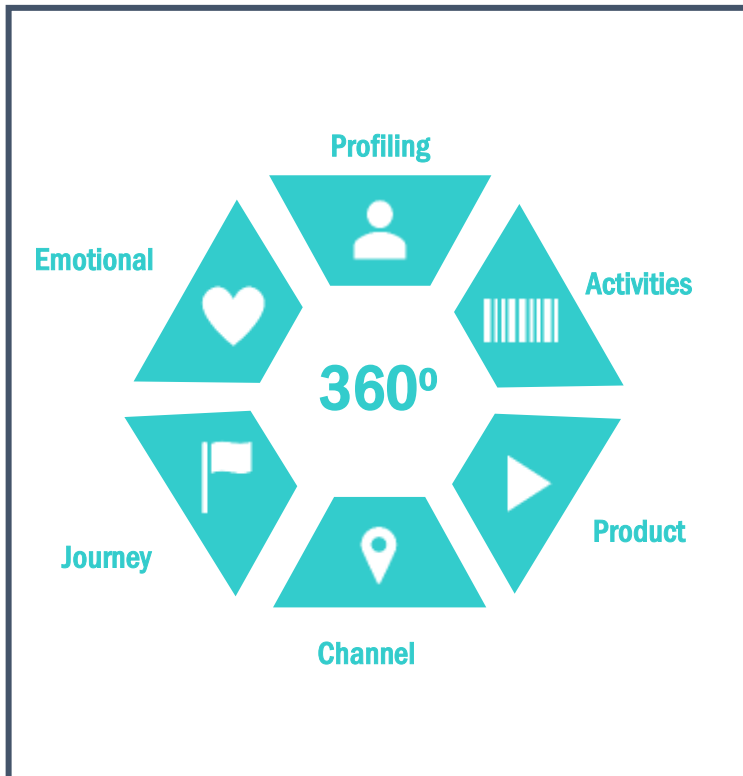 Profiling
Emotional
Activities
360º
Product
Journey
Channel